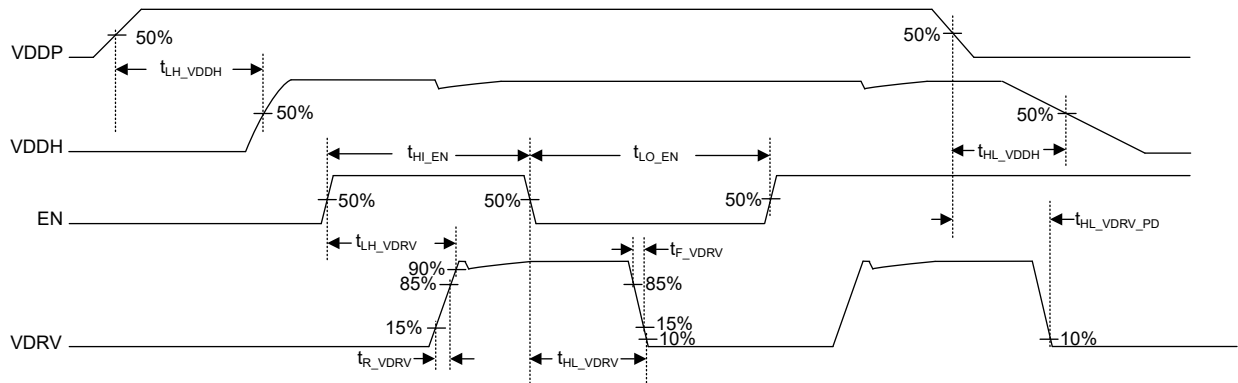 VDDP
50%
50%
tLH_VDDH
VDDH
50%
50%
tHI_EN
tLO_EN
tHL_VDDH
EN
50%
50%
50%
tHL_VDRV_PD
tLH_VDRV
tF_VDRV
90%
85%
85%
15%
15%
10%
10%
VDRV
tR_VDRV
tHL_VDRV